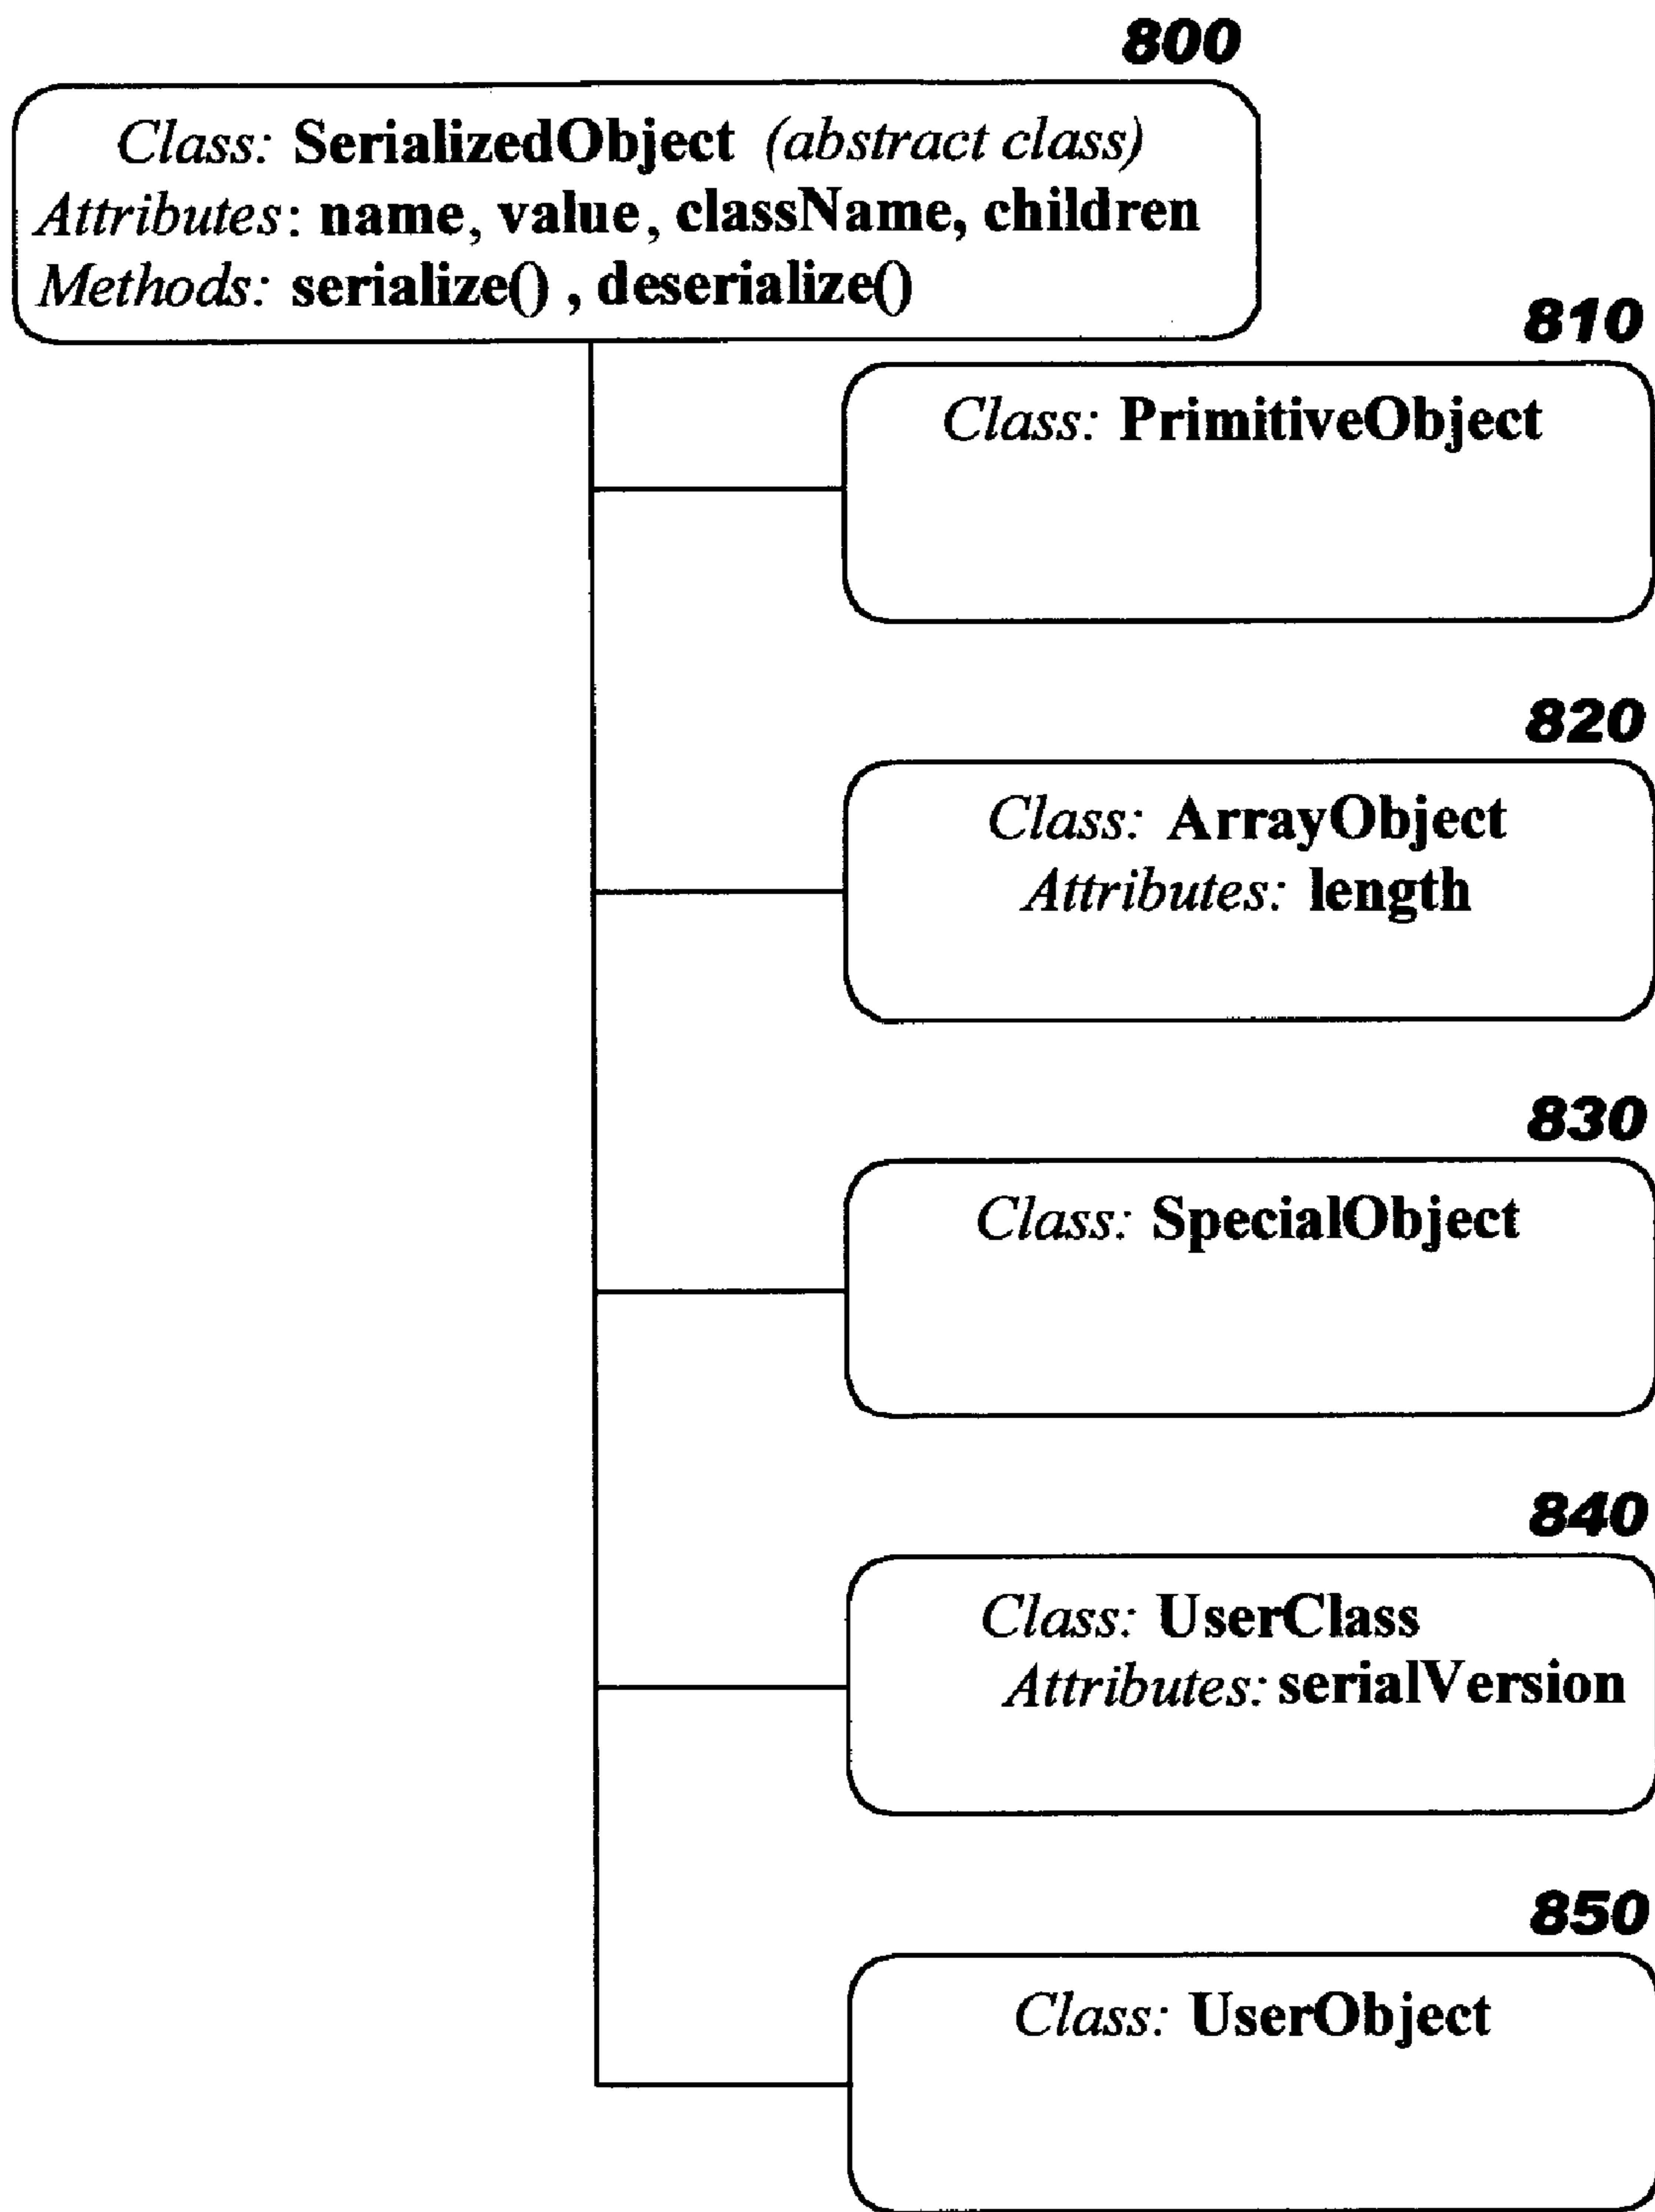 800
Class: SerializedObject (abstract class)
Attributes: name, value, className, children
Methods: serialize() , deserialize()
810
Class: PrimitiveObject
820
Class: ArrayObject
Attributes: length
830
Class: SpecialObject
840
Class: UserClass
Attributes: serialVersion
850
Class: UserObject